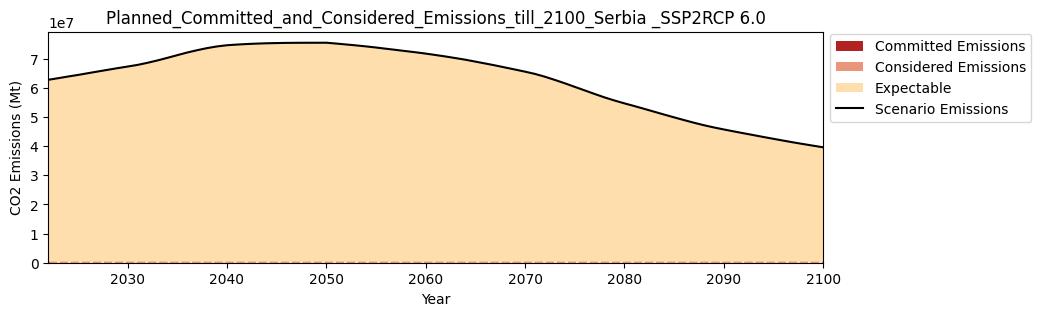 Planned_Committed_and_Considered_Emissions_till_2100_Serbia _SSP2RCP 6.0
1e7
7
6
5
4
3
2
1
0
CO2 Emissions (Mt)
2030 2040 2050 2060 2070 2080 2090 2100
Year
Committed Emissions
Considered Emissions
Expectable
Scenario Emissions